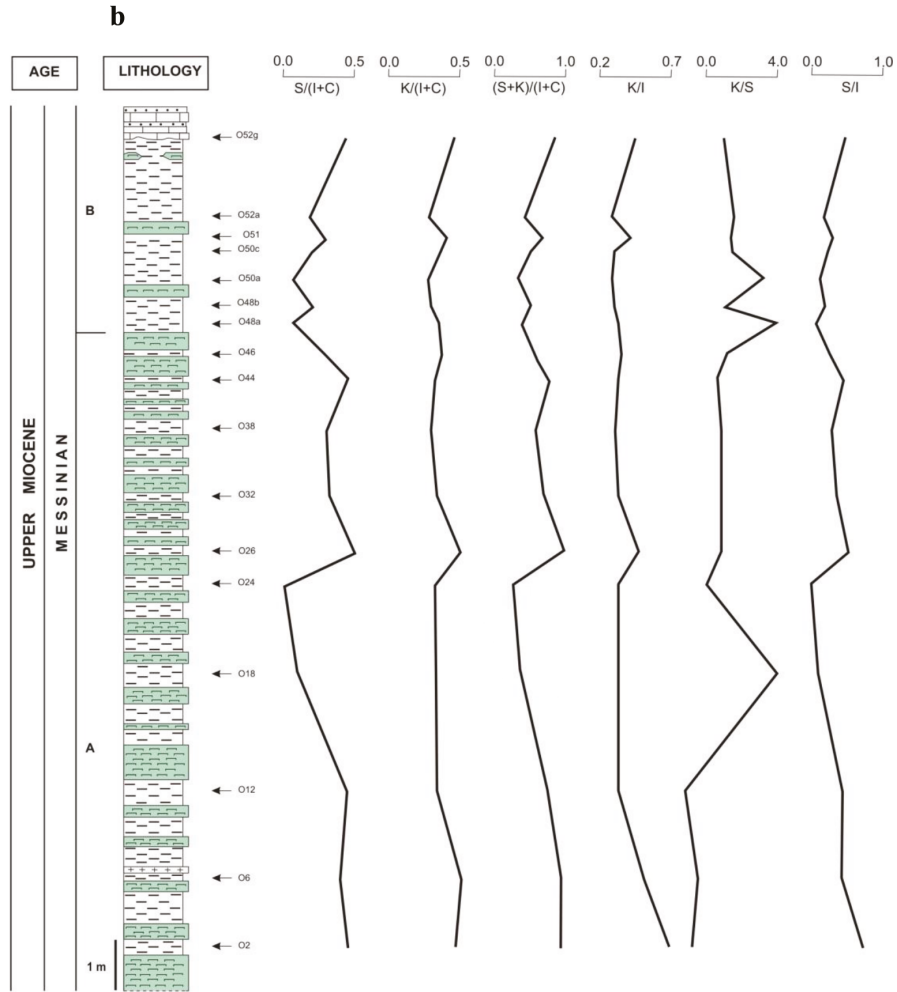 b
AGE
LITHOLOGY
0.0 0.5 0.0 0.5 0.0 1.0 0.2 0.7 0.0 4.0 0.0 1.0
S/(I+C) K/(I+C) (S+K)/(I+C) K/I K/S S/I
UPPER MIOCENE
MESSINIAN
B
A
O52g
O52a
O51
O50c
O50a
O48b
O48a
O46
O44
O38
O32
O26
O24
O18
O12
O6
O2
1 m